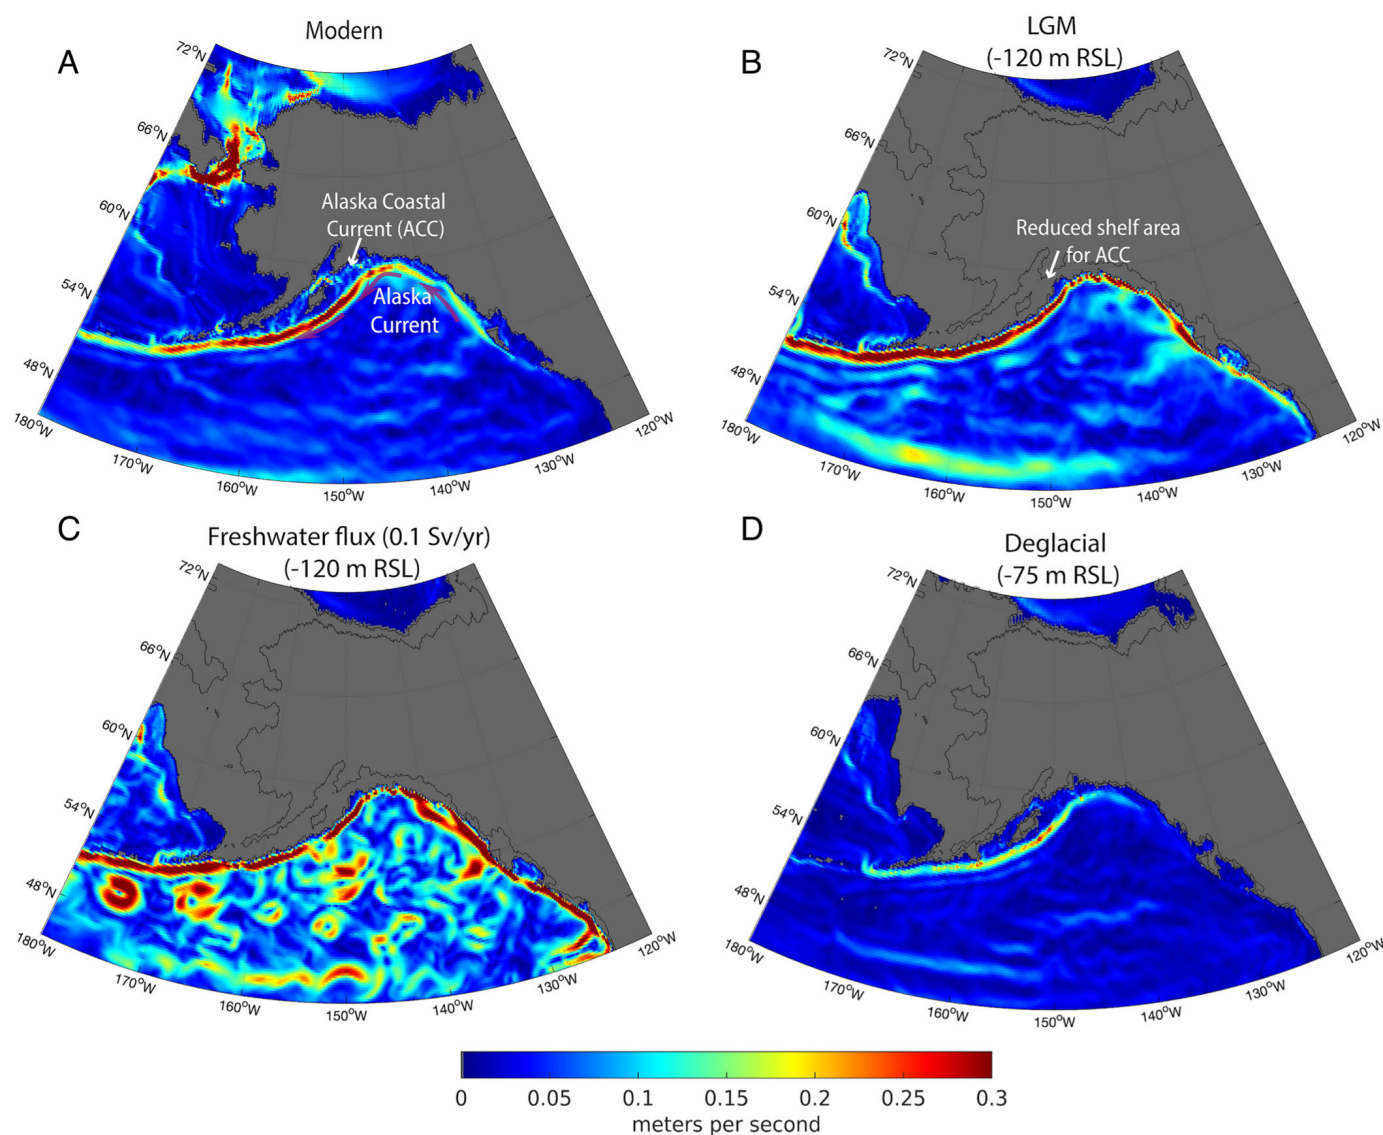 A
Modern
72°N
66°N
60°N
54°N
48°N
180°W
170°W
160°W
150°W
140°W
130°W
120°W
Alaska Coastal
Current (ACC)
Alaska
Current
B
LGM
(-120 m RSL)
72°N
66°N
60°N
54°N
48°N
180°W
170°W
160°W
150°W
140°W
130°W
120°W
Reduced shelf area
for ACC
C
Freshwater flux (0.1 Sv/yr)
(-120 m RSL)
72°N
66°N
60°N
54°N
48°N
180°W
170°W
160°W
150°W
140°W
130°W
120°W
D
Deglacial
(-75 m RSL)
72°N
66°N
60°N
54°N
48°N
180°W
170°W
160°W
150°W
140°W
130°W
120°W
0 0.05 0.1 0.15 0.2 0.25 0.3
meters per second